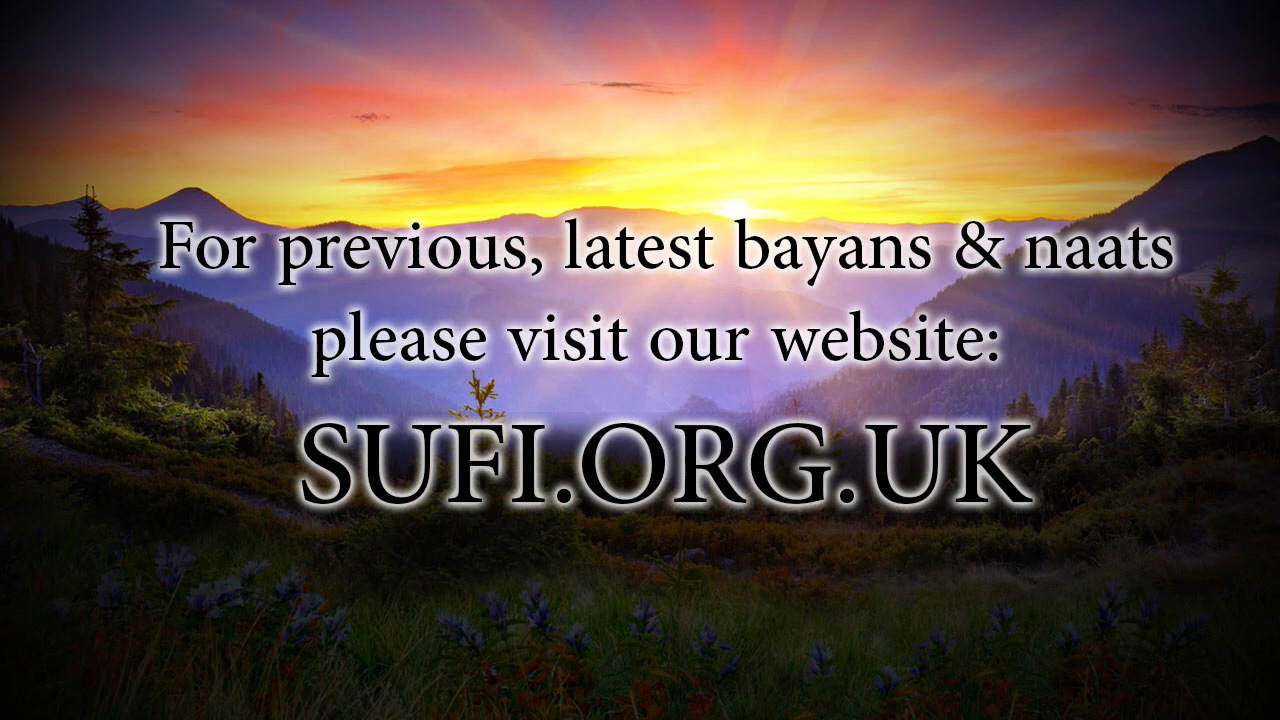 For previous, latest bayans & naats
please visit our website:
SUFI.ORG.UK